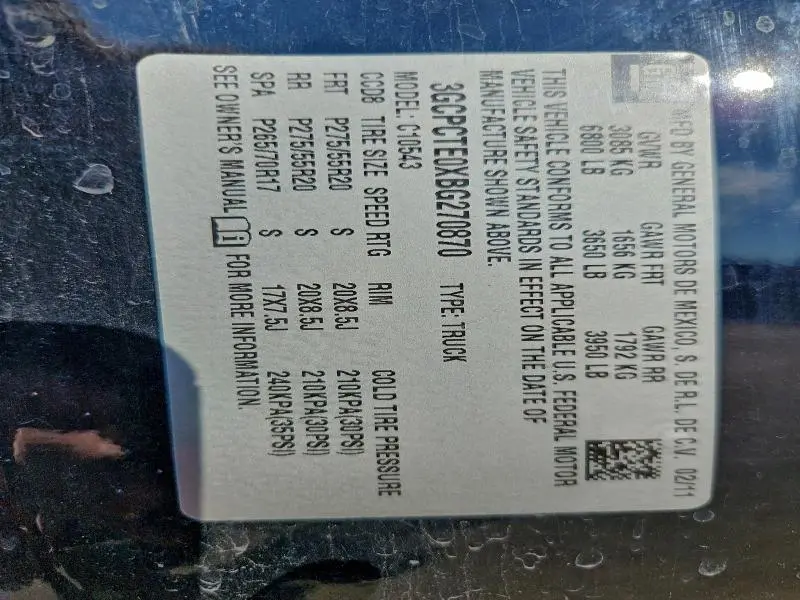 GM
MFD BY GENERAL MOTORS DE MEXICO, S. DE R.L. DE C.V. 02/11
GVWR GAWR FRT GAWR RR
3085 KG 1656 KG 1792 KG
6800 LB 3650 LB 3950 LB
THIS VEHICLE CONFORMS TO ALL APPLICABLE U.S. FEDERAL MOTOR
VEHICLE SAFETY STANDARDS IN EFFECT ON THE DATE OF
MANUFACTURE SHOWN ABOVE.
3GCPCTE0XBG270870 TYPE: TRUCK
MODEL: C10543
CCD8 TIRE SIZE SPEED RTG RIM COLD TIRE PRESSURE
FRT P275/55R20 S 20X8.5J 210KPA(30PSI)
RR P275/55R20 S 20X8.5J 210KPA(30PSI)
SPA P265/70R17 S 17X7.5J 240KPA(35PSI)
SEE OWNER'S MANUAL i FOR MORE INFORMATION.